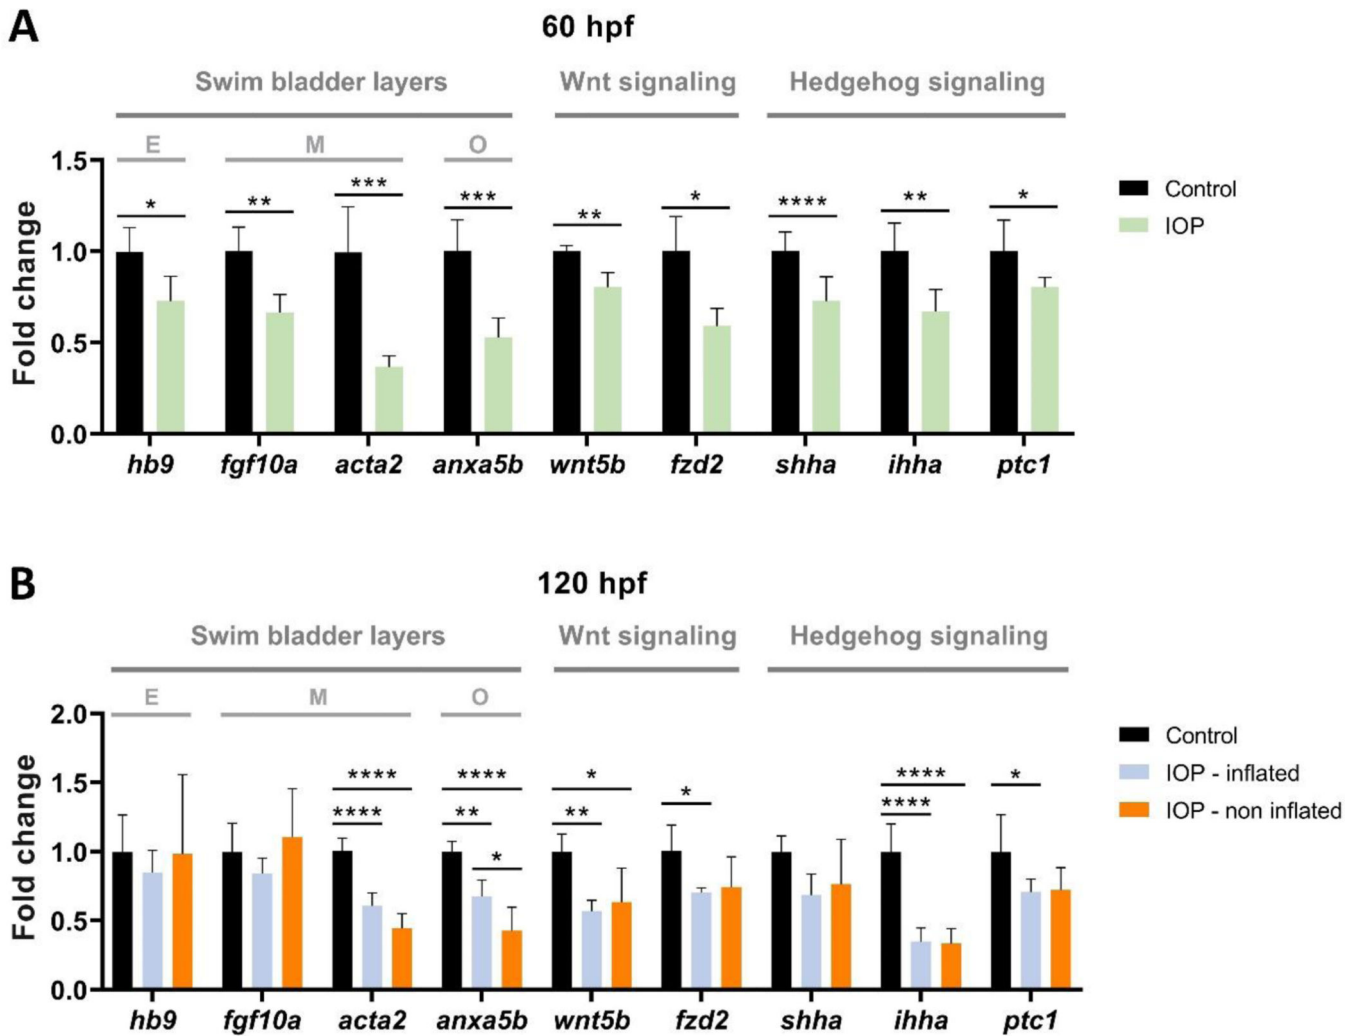 A
60 hpf
Swim bladder layers Wnt signaling Hedgehog signaling
E M O
1.5
1.0
0.5
0.0
Fold change
* ** *** *** ** * **** ** *
Control
IOP
hb9 fgf10a acta2 anxa5b wnt5b fzd2 shha ihha ptc1
B
120 hpf
Swim bladder layers Wnt signaling Hedgehog signaling
E M O
2.0
1.5
1.0
0.5
0.0
Fold change
**** **** * ****
**** ** ** * **** *
*
Control
IOP - inflated
IOP - non inflated
hb9 fgf10a acta2 anxa5b wnt5b fzd2 shha ihha ptc1